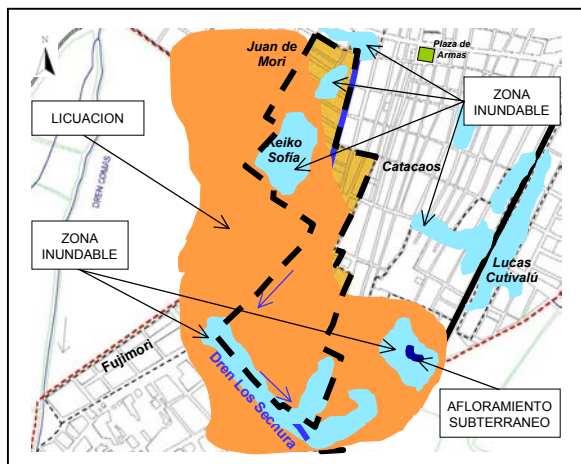 Juan de
Mori
Plaza de
Armas
ZONA
INUNDABLE
LICUACION
Keiko
Sofía
Catacaos
DREN COMAS
ZONA
INUNDABLE
Lucas
Cutivalú
Fujimori
Dren Los Sechura
AFLORAMIENTO
SUBTERRANEO
N